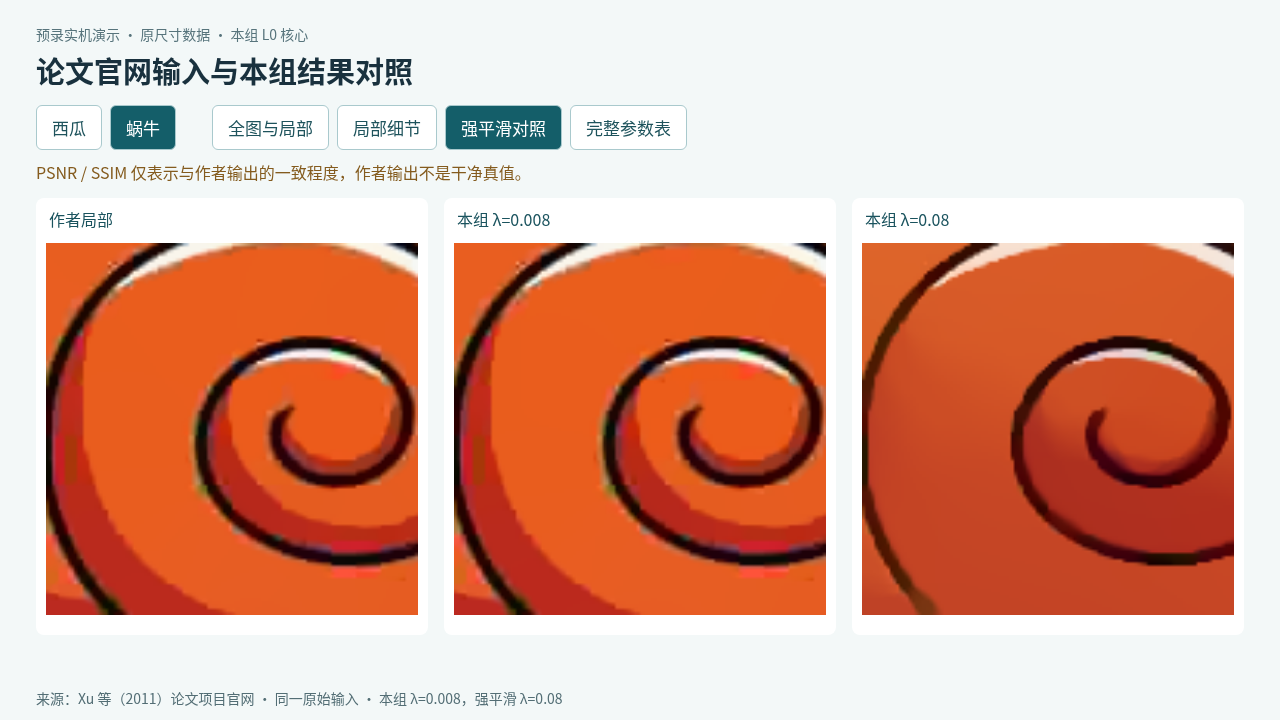 预录实机演示 · 原尺寸数据 · 本组 L0 核心
论文官网输入与本组结果对照
西瓜 蜗牛 全图与局部 局部细节 强平滑对照 完整参数表
PSNR / SSIM 仅表示与作者输出的一致程度，作者输出不是干净真值。
作者局部
本组 λ=0.008
本组 λ=0.08
来源：Xu 等（2011）论文项目官网 · 同一原始输入 · 本组 λ=0.008，强平滑 λ=0.08